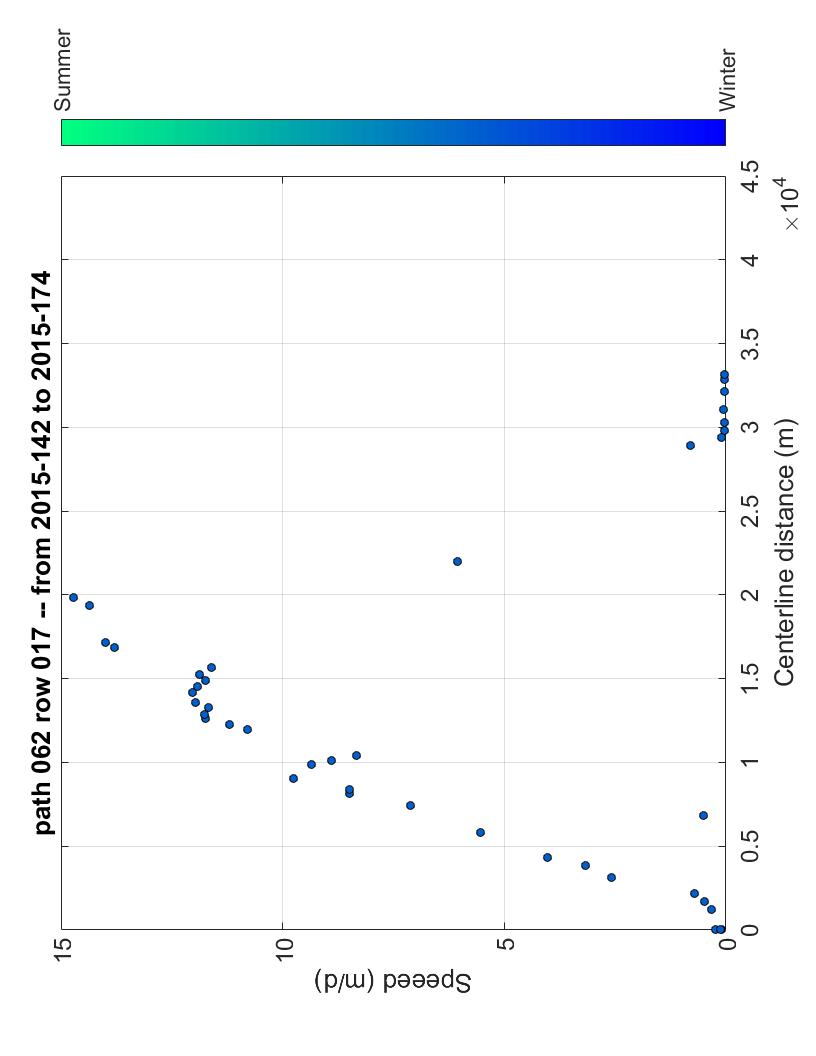 path 062 row 017 -- from 2015-142 to 2015-174
Summer
Winter
15
10
5
0
Speeed (m/d)
0 0.5 1 1.5 2 2.5 3 3.5 4 4.5
×10⁴
Centerline distance (m)